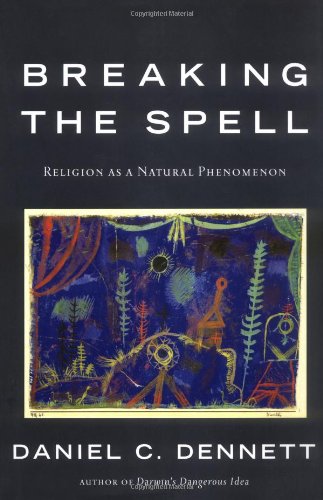 BREAKING
THE SPELL
RELIGION AS A NATURAL PHENOMENON
DANIEL C. DENNETT
AUTHOR OF Darwin's Dangerous Idea